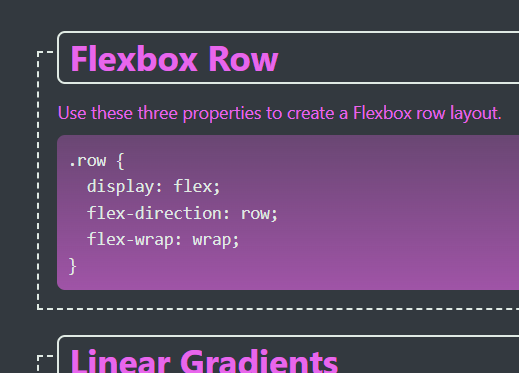 Flexbox Row
Use these three properties to create a Flexbox row layout.
.row {
  display: flex;
  flex-direction: row;
  flex-wrap: wrap;
}
Linear Gradients